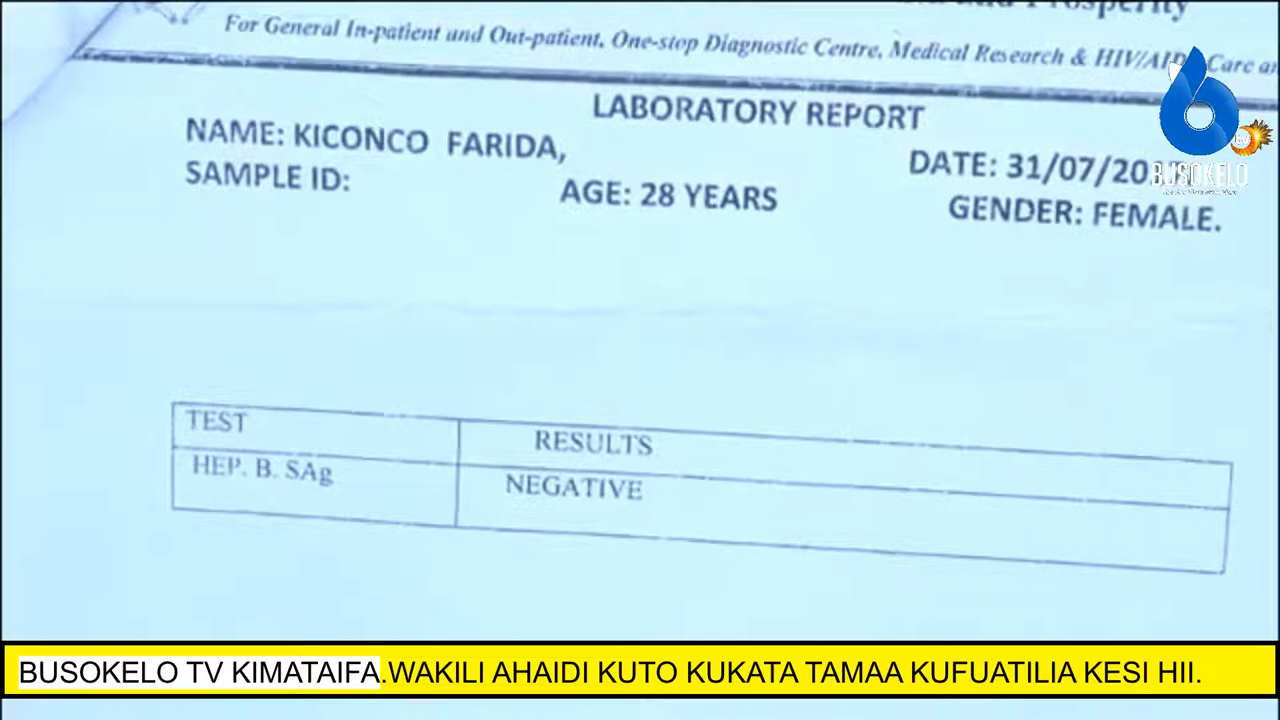 For General In-patient and Out-patient, One-stop Diagnostic Centre, Medical Research & HIV/AIDS Care
LABORATORY REPORT
NAME: KICONCO FARIDA,
DATE: 31/07/20
SAMPLE ID:
AGE: 28 YEARS
GENDER: FEMALE.
TEST
RESULTS
HEP. B. SAg
NEGATIVE
BUSOKELO
BUSOKELO TV KIMATAIFA.WAKILI AHAIDI KUTO KUKATA TAMAA KUFUATILIA KESI HII.